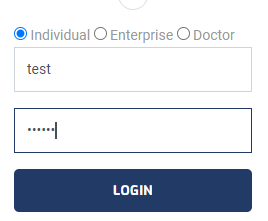 Individual Enterprise Doctor
test
••••••
LOGIN